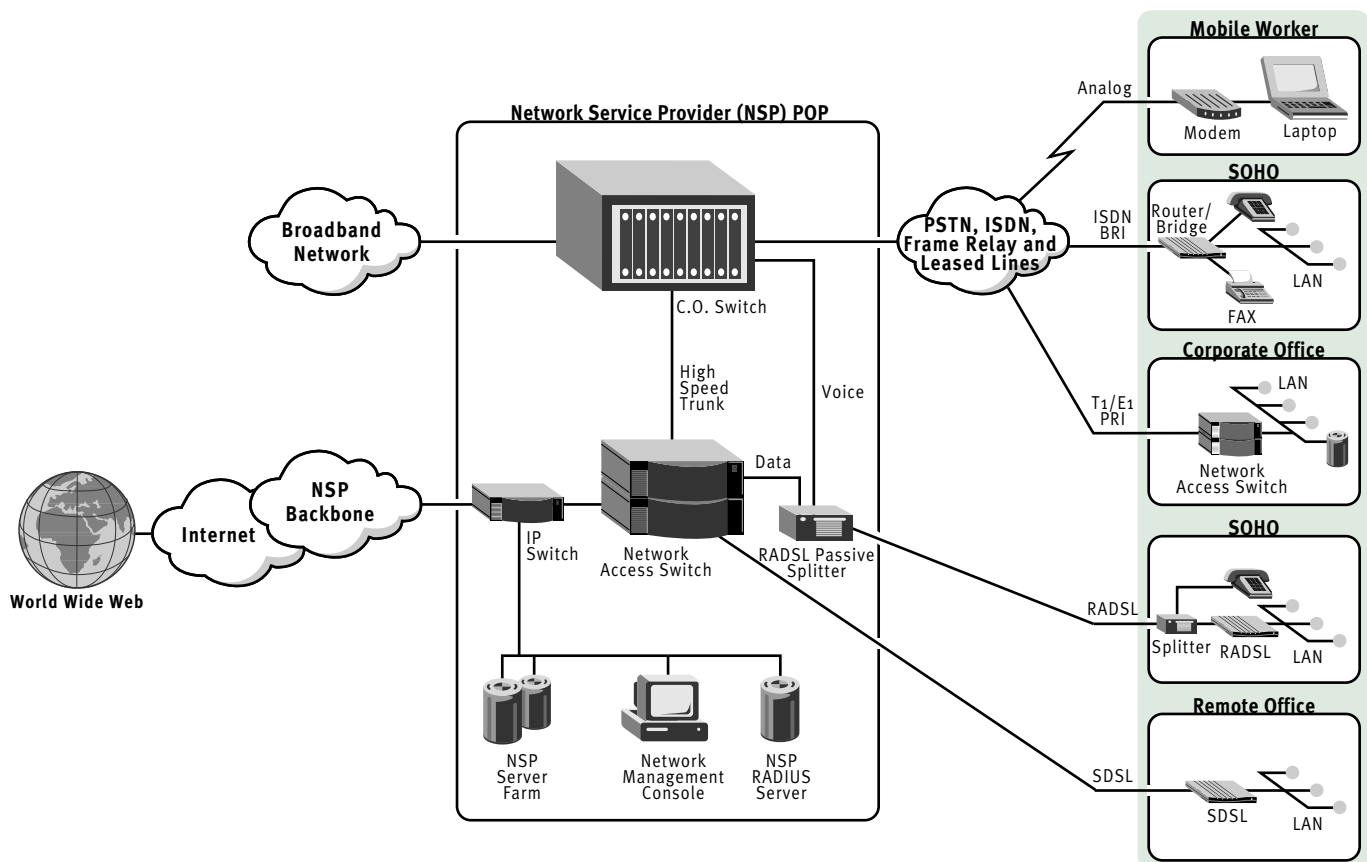 Mobile Worker
Analog
Modem
Laptop
Network Service Provider (NSP) POP
SOHO
Broadband
Network
PSTN, ISDN,
Frame Relay and
Leased Lines
ISDN
BRI
Router/
Bridge
LAN
FAX
C.O. Switch
Corporate Office
High
Speed
Trunk
Voice
LAN
T1/E1
PRI
Network
Access Switch
Data
NSP
Backbone
Internet
IP
Switch
Network
Access Switch
RADSL Passive
Splitter
World Wide Web
SOHO
RADSL
Splitter
RADSL
LAN
Remote Office
NSP
Server
Farm
Network
Management
Console
NSP
RADIUS
Server
SDSL
SDSL
LAN